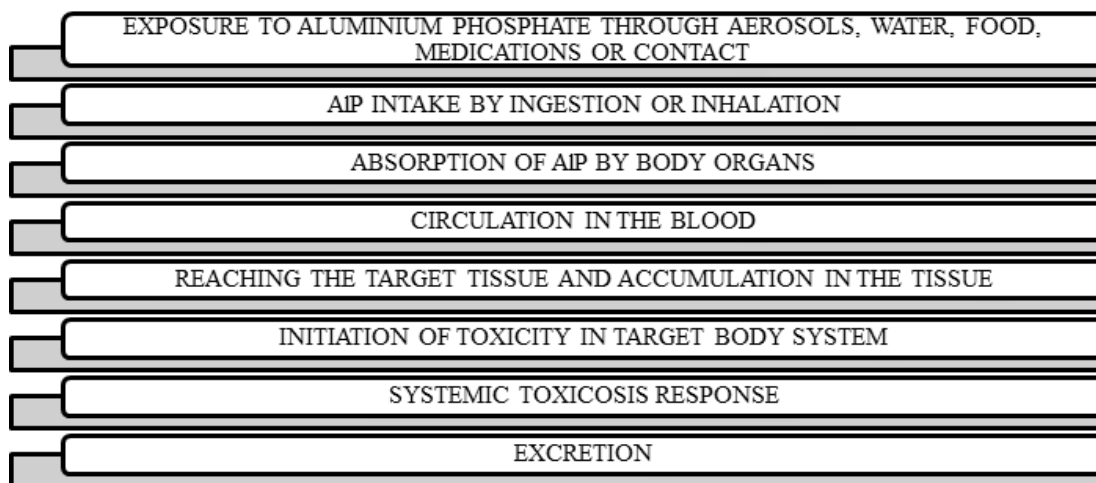 EXPOSURE TO ALUMINIUM PHOSPHATE THROUGH AEROSOLS, WATER, FOOD,
MEDICATIONS OR CONTACT
AlP INTAKE BY INGESTION OR INHALATION
ABSORPTION OF AlP BY BODY ORGANS
CIRCULATION IN THE BLOOD
REACHING THE TARGET TISSUE AND ACCUMULATION IN THE TISSUE
INITIATION OF TOXICITY IN TARGET BODY SYSTEM
SYSTEMIC TOXICOSIS RESPONSE
EXCRETION